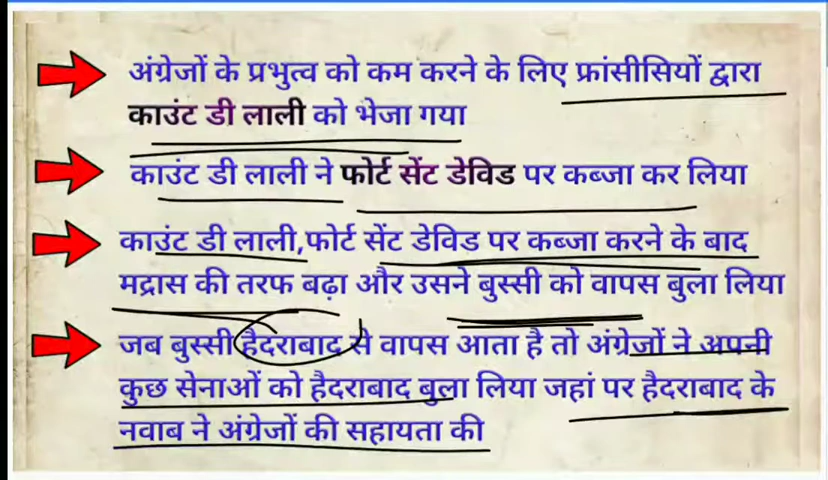 अंग्रेजों के प्रभुत्व को कम करने के लिए फ्रांसीसियों द्वारा
काउंट डी लाली को भेजा गया
काउंट डी लाली ने फोर्ट सेंट डेविड पर कब्जा कर लिया
काउंट डी लाली,फोर्ट सेंट डेविड पर कब्जा करने के बाद
मद्रास की तरफ बढ़ा और उसने बुस्सी को वापस बुला लिया
जब बुस्सी हैदराबाद से वापस आता है तो अंग्रेजों ने अपनी
कुछ सेनाओं को हैदराबाद बुला लिया जहां पर हैदराबाद के
नवाब ने अंग्रेजों की सहायता की